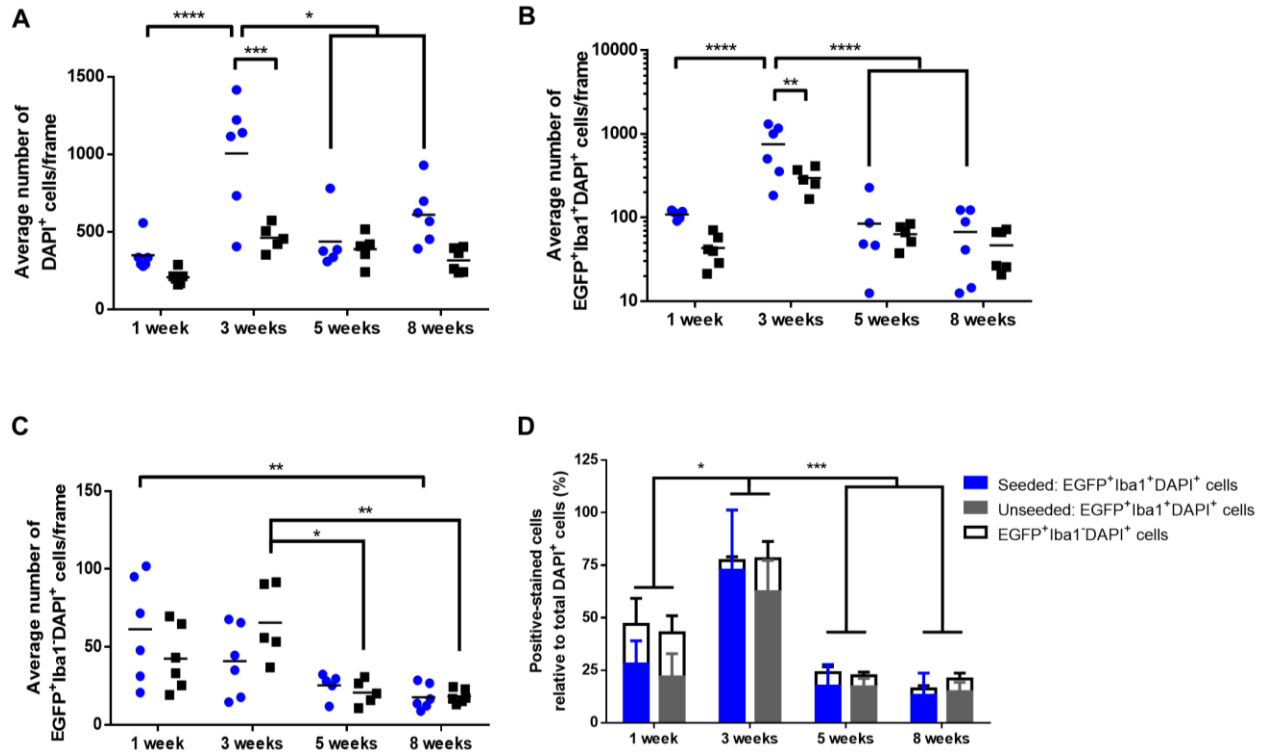 A
****
*
***
Average number of
DAPI⁺ cells/frame
1500
1000
500
0
1 week
3 weeks
5 weeks
8 weeks
B
****
****
**
Average number of
EGFP⁺Iba1⁺DAPI⁺ cells/frame
10000
1000
100
10
1 week
3 weeks
5 weeks
8 weeks
C
**
**
*
Average number of
EGFP⁺Iba1⁻DAPI⁺ cells/frame
150
100
50
0
1 week
3 weeks
5 weeks
8 weeks
D
*
***
Positive-stained cells
relative to total DAPI⁺ cells (%)
125
100
75
50
25
0
1 week
3 weeks
5 weeks
8 weeks
Seeded: EGFP⁺Iba1⁺DAPI⁺ cells
Unseeded: EGFP⁺Iba1⁺DAPI⁺ cells
EGFP⁺Iba1⁻DAPI⁺ cells